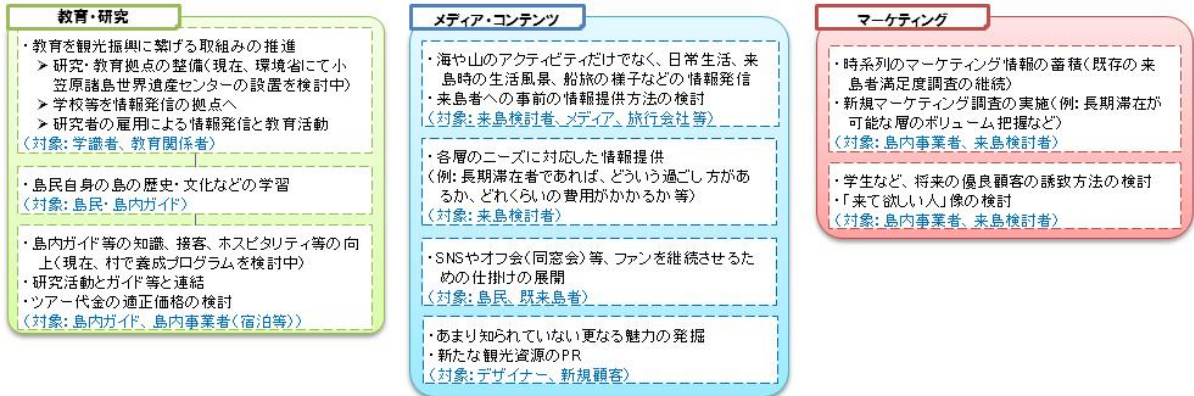 教育・研究
・教育を観光振興に繋げる取組みの推進
➤ 研究・教育拠点の整備(現在、環境省にて小
笠原諸島世界遺産センターの設置を検討中)
➤ 学校等を情報発信の拠点へ
➤ 研究者の雇用による情報発信と教育活動
(対象:学識者、教育関係者)
・島民自身の島の歴史・文化などの学習
(対象:島民・島内ガイド)
・島内ガイド等の知識、接客、ホスピタリティ等の向
上(現在、村で養成プログラムを検討中)
・研究活動とガイド等と連結
・ツアー代金の適正価格の検討
(対象:島内ガイド、島内事業者(宿泊等))
メディア・コンテンツ
・海や山のアクティビティだけでなく、日常生活、来
島時の生活風景、船旅の様子などの情報発信
・来島者への事前の情報提供方法の検討
(対象:来島検討者、メディア、旅行会社等)
・各層のニーズに対応した情報提供
(例:長期滞在者であれば、どういう過ごし方があ
るか、どれくらいの費用がかかるか 等)
(対象:来島検討者)
・SNSやオフ会(同窓会)等、ファンを継続させるた
めの仕掛けの展開
(対象:島民、既来島者)
・あまり知られていない更なる魅力の発掘
・新たな観光資源のPR
(対象:デザイナー、新規顧客)
マーケティング
・時系列のマーケティング情報の蓄積(既存の来
島者満足度調査の継続)
・新規マーケティング調査の実施(例:長期滞在が
可能な層のボリューム把握など)
(対象:島内事業者、来島検討者)
・学生など、将来の優良顧客の誘致方法の検討
・「来て欲しい人」像の検討
(対象:島内事業者、来島検討者)